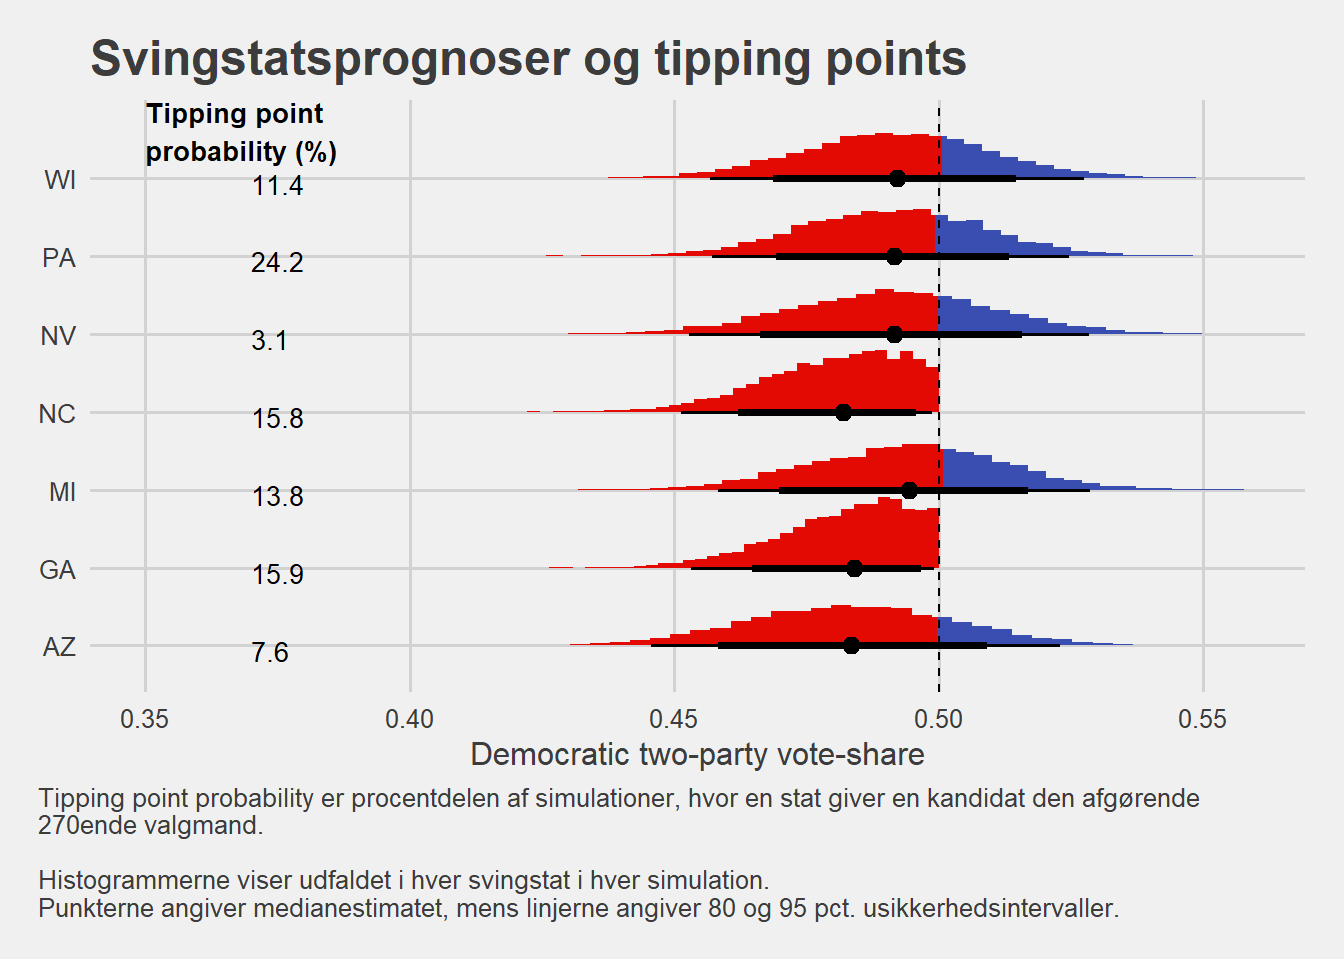 Svingstatsprognoser og tipping points
Tipping point
probability (%)
WI 11.4
PA 24.2
NV 3.1
NC 15.8
MI 13.8
GA 15.9
AZ 7.6
0.35 0.40 0.45 0.50 0.55
Democratic two-party vote-share
Tipping point probability er procentdelen af simulationer, hvor en stat giver en kandidat den afgørende
270ende valgmand.
Histogrammerne viser udfaldet i hver svingstat i hver simulation.
Punkterne angiver medianestimatet, mens linjerne angiver 80 og 95 pct. usikkerhedsintervaller.